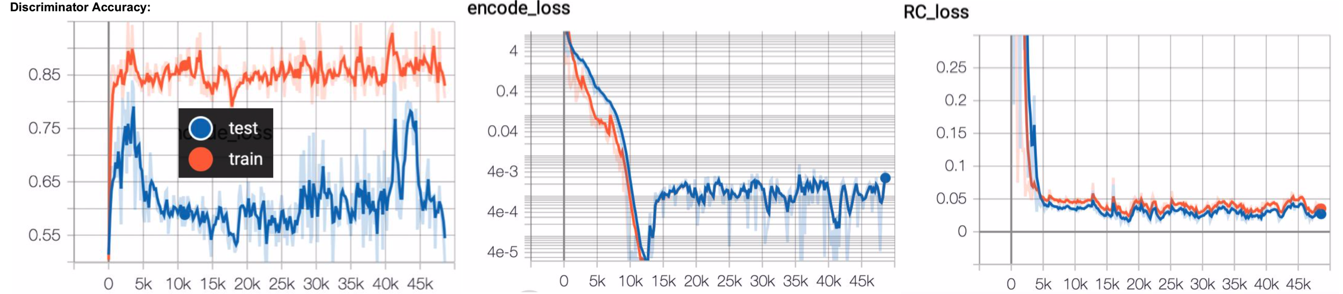 Discriminator Accuracy:
0.85
0.75
0.65
0.55
0 5k 10k 15k 20k 25k 30k 35k 40k 45k
test
train
encode_loss
4
0.4
0.04
4e-3
4e-4
4e-5
0 5k 10k 15k 20k 25k 30k 35k 40k 45k
RC_loss
0.25
0.2
0.15
0.1
0.05
0
0 5k 10k 15k 20k 25k 30k 35k 40k 45k